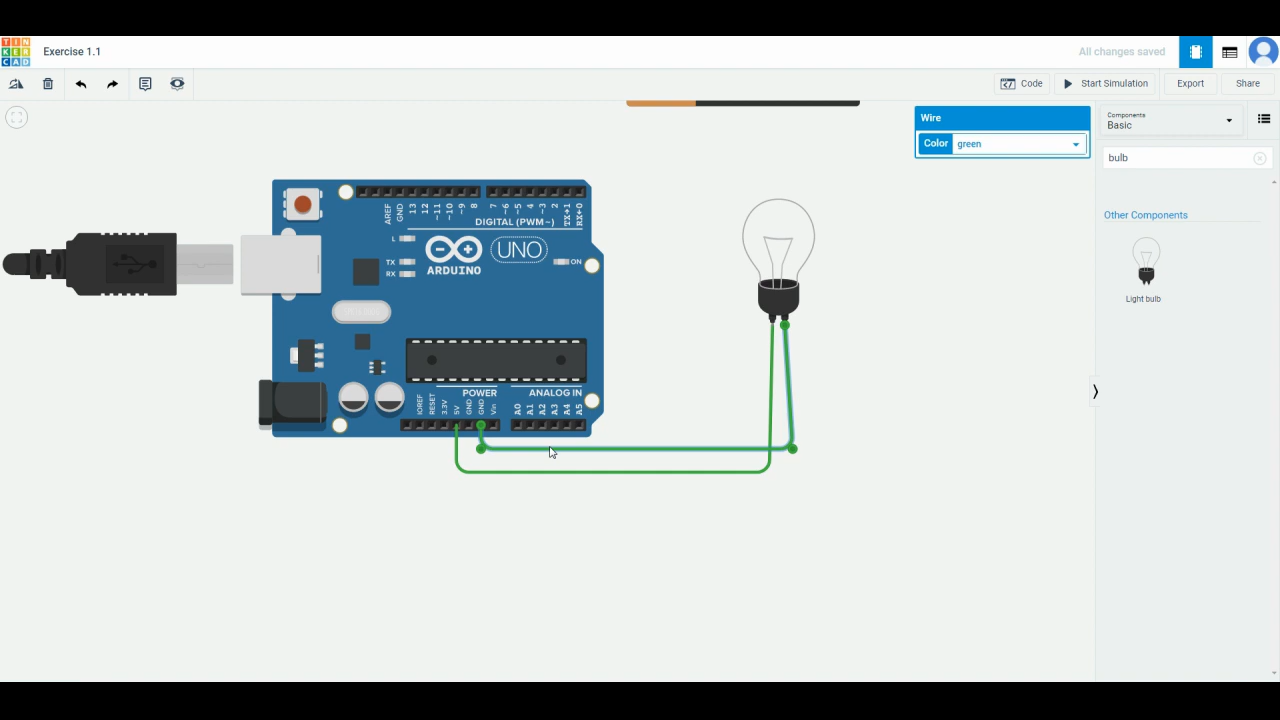 TIN
KER
CAD
Exercise 1.1
All changes saved
Code
Start Simulation
Export
Share
Wire
Color green
Components
Basic
bulb
Other Components
Light bulb
AREF
GND
13
12
~11
~10
~9
8
7
~6
~5
4
~3
2
TX→1
RX←0
DIGITAL (PWM~)
L
TX
RX
ARDUINO
UNO
ON
POWER
ANALOG IN
IOREF
RESET
3.3V
5V
GND
GND
Vin
A0
A1
A2
A3
A4
A5